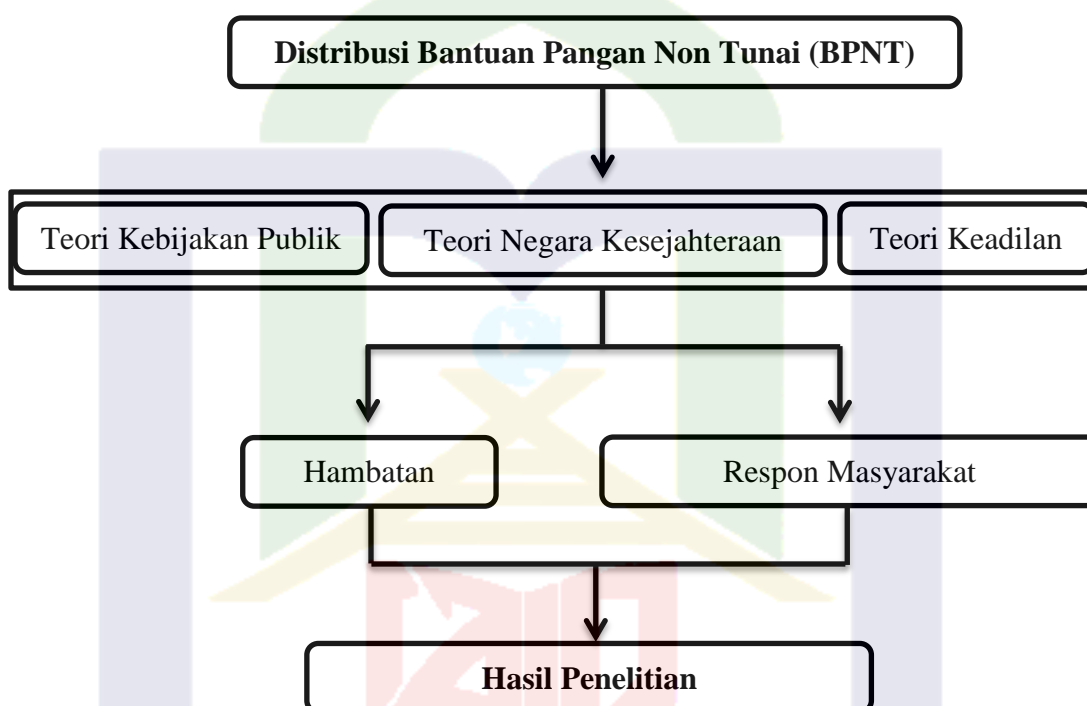 Distribusi Bantuan Pangan Non Tunai (BPNT)
Teori Kebijakan Publik
Teori Negara Kesejahteraan
Teori Keadilan
Hambatan
Respon Masyarakat
Hasil Penelitian